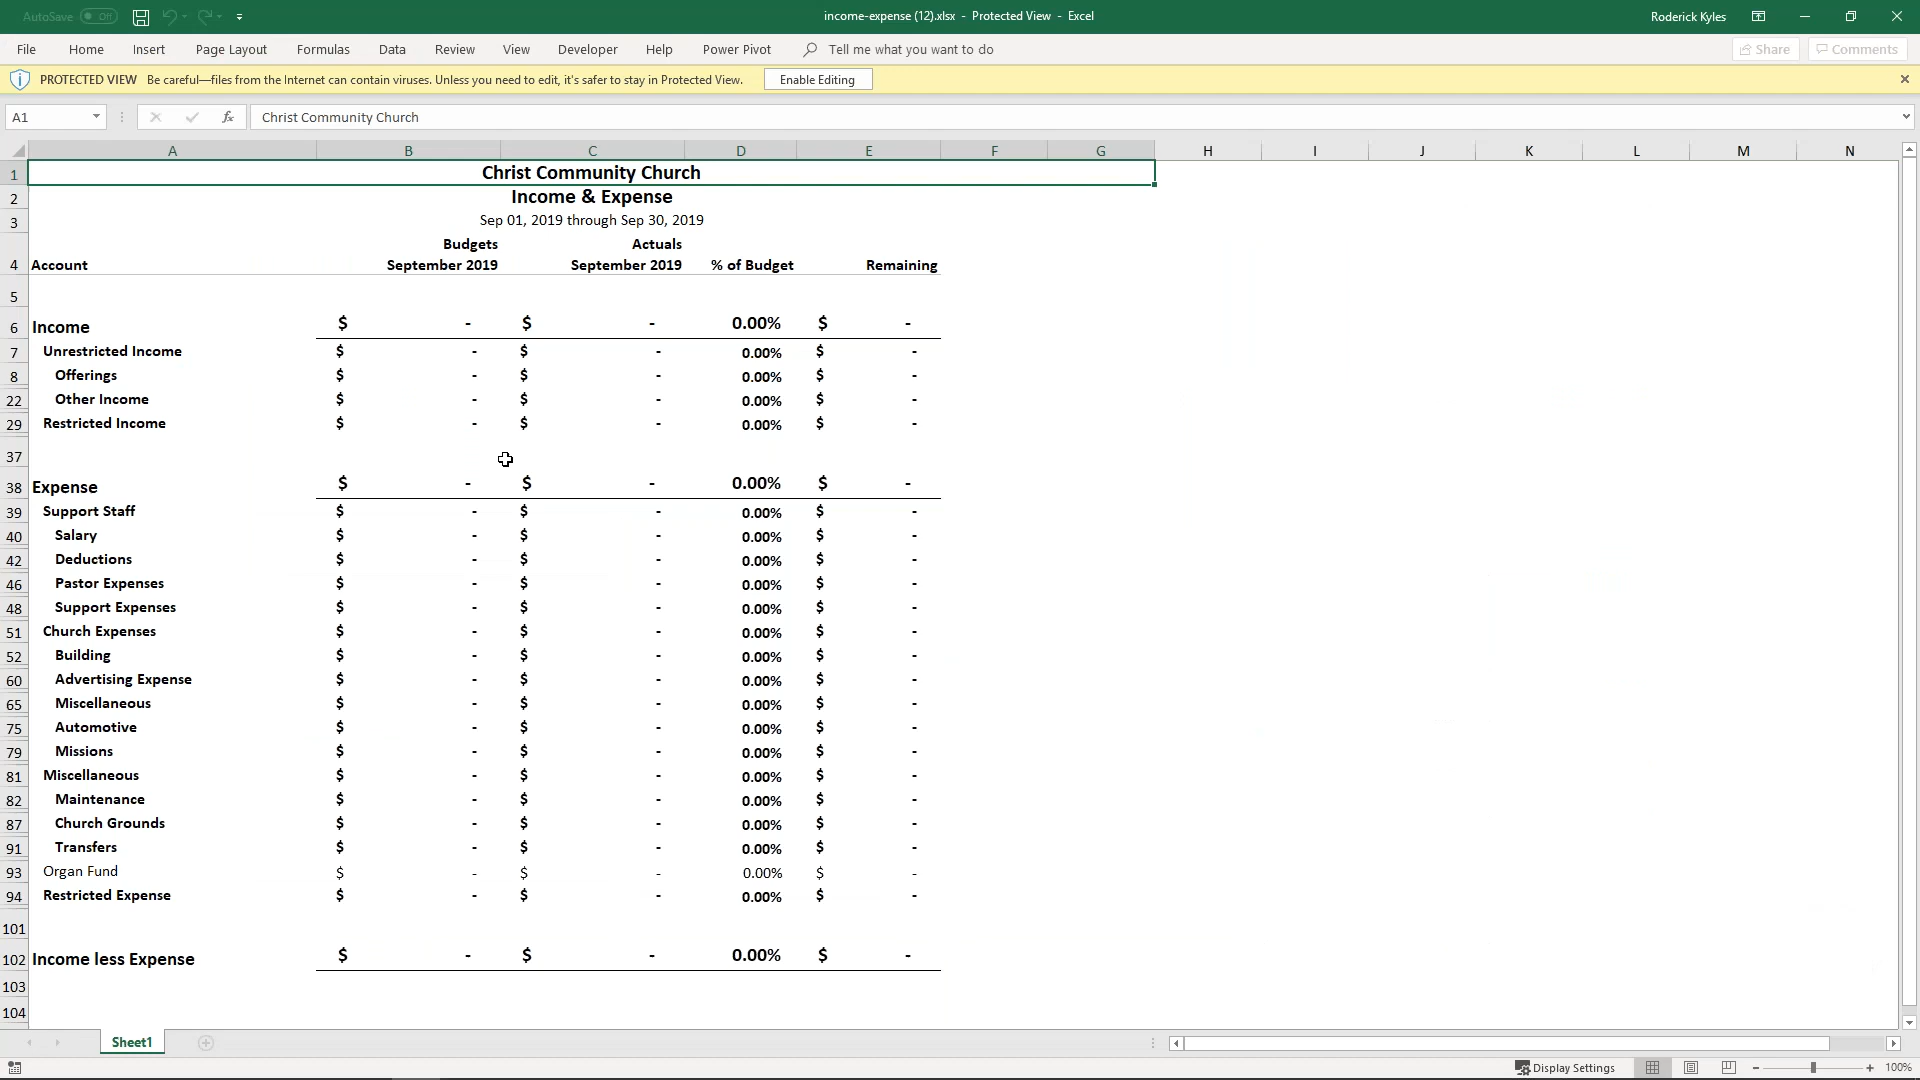 AutoSave Off
income-expense (12).xlsx - Protected View - Excel
Roderick Kyles
File Home Insert Page Layout Formulas Data Review View Developer Help Power Pivot Tell me what you want to do Share Comments
PROTECTED VIEW Be careful—files from the Internet can contain viruses. Unless you need to edit, it's safer to stay in Protected View. Enable Editing
A1 fx Christ Community Church
A B C D E F G H I J K L M N
1 Christ Community Church
2 Income & Expense
3 Sep 01, 2019 through Sep 30, 2019
Budgets Actuals
4 Account September 2019 September 2019 % of Budget Remaining
5
6 Income $ - $ - 0.00% $ -
7 Unrestricted Income $ - $ - 0.00% $ -
8 Offerings $ - $ - 0.00% $ -
22 Other Income $ - $ - 0.00% $ -
29 Restricted Income $ - $ - 0.00% $ -
37
38 Expense $ - $ - 0.00% $ -
39 Support Staff $ - $ - 0.00% $ -
40 Salary $ - $ - 0.00% $ -
42 Deductions $ - $ - 0.00% $ -
46 Pastor Expenses $ - $ - 0.00% $ -
48 Support Expenses $ - $ - 0.00% $ -
51 Church Expenses $ - $ - 0.00% $ -
52 Building $ - $ - 0.00% $ -
60 Advertising Expense $ - $ - 0.00% $ -
65 Miscellaneous $ - $ - 0.00% $ -
75 Automotive $ - $ - 0.00% $ -
79 Missions $ - $ - 0.00% $ -
81 Miscellaneous $ - $ - 0.00% $ -
82 Maintenance $ - $ - 0.00% $ -
87 Church Grounds $ - $ - 0.00% $ -
91 Transfers $ - $ - 0.00% $ -
93 Organ Fund $ - $ - 0.00% $ -
94 Restricted Expense $ - $ - 0.00% $ -
101
102 Income less Expense $ - $ - 0.00% $ -
103
104
Sheet1
Display Settings 100%